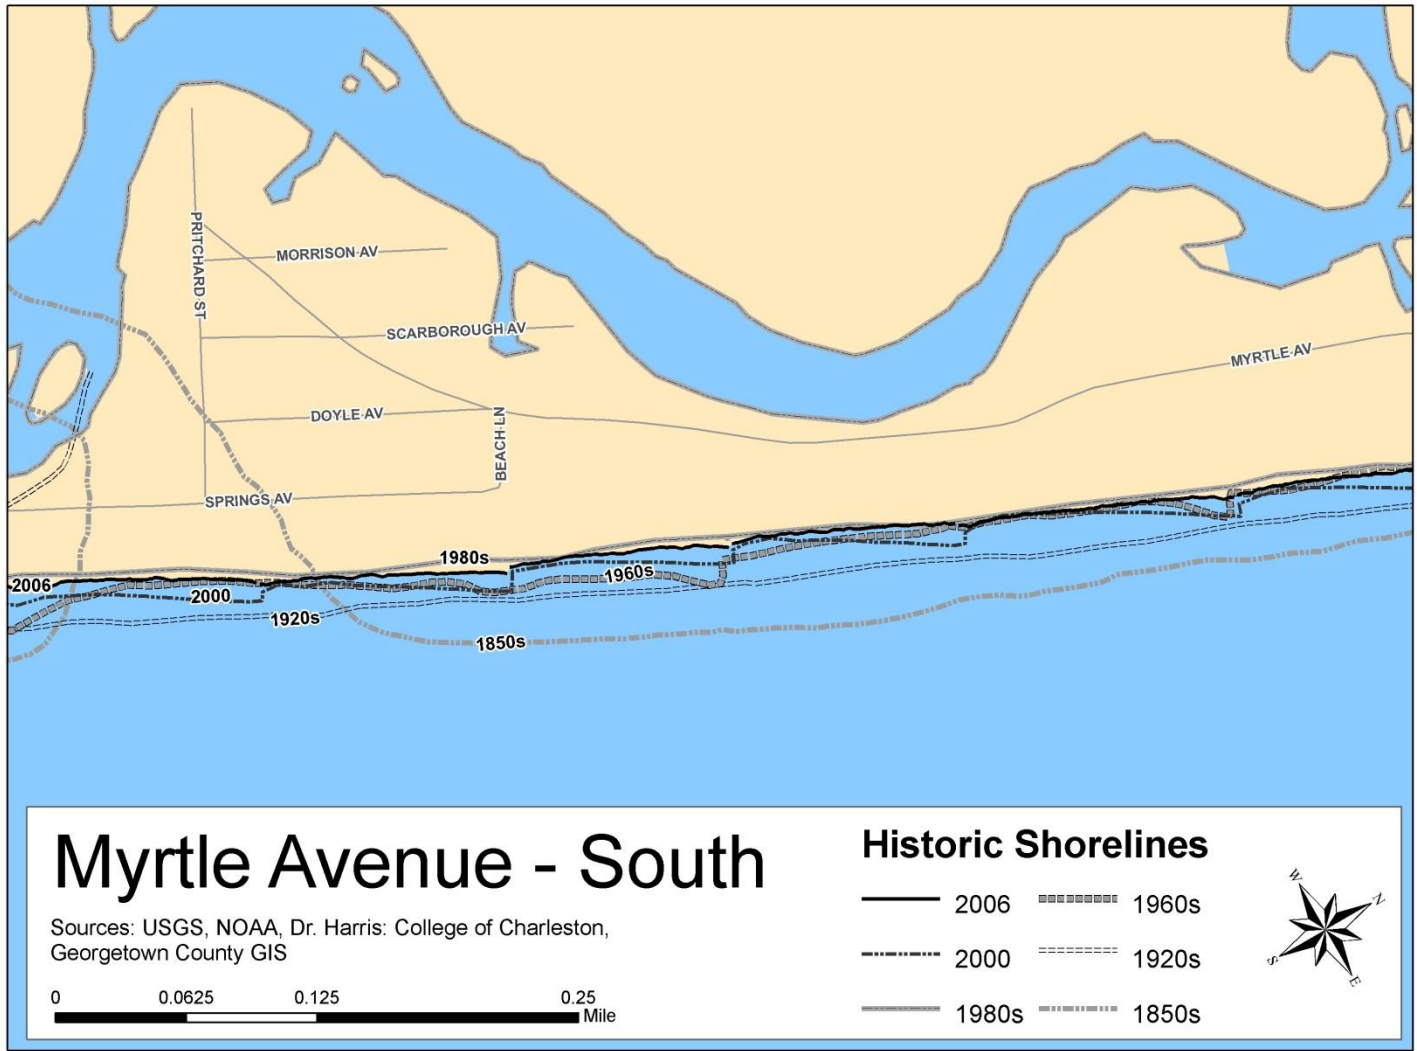 PRITCHARD ST
MORRISON AV
SCARBOROUGH AV
MYRTLE AV
DOYLE AV
BEACH LN
SPRINGS AV
1980s
2006
1960s
2000
1920s
1850s
Myrtle Avenue - South
Sources: USGS, NOAA, Dr. Harris: College of Charleston,
Georgetown County GIS
0 0.0625 0.125 0.25
Mile
Historic Shorelines
2006 1960s
2000 1920s
1980s 1850s
W N
S E